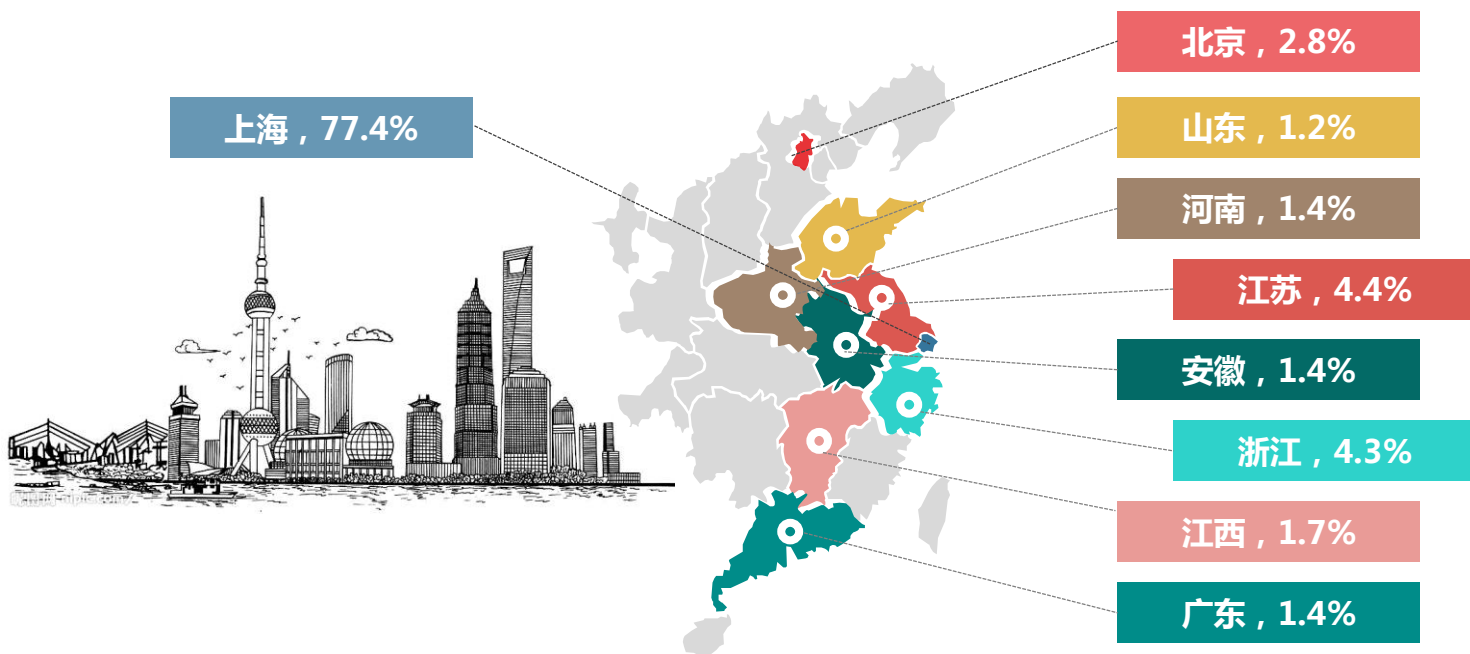 北京，2.8%
上海，77.4%
山东，1.2%
河南，1.4%
江苏，4.4%
安徽，1.4%
浙江，4.3%
江西，1.7%
广东，1.4%